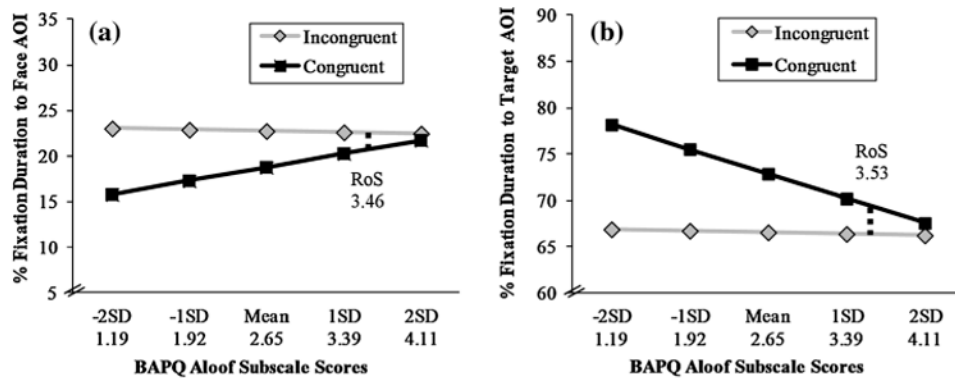 (a)
Incongruent
Congruent
% Fixation Duration to Face AOI
35
30
25
20
15
10
5
RoS
3.46
-2SD -1SD Mean 1SD 2SD
1.19 1.92 2.65 3.39 4.11
BAPQ Aloof Subscale Scores
(b)
Incongruent
Congruent
% Fixation Duration to Target AOI
90
85
80
75
70
65
60
RoS
3.53
-2SD -1SD Mean 1SD 2SD
1.19 1.92 2.65 3.39 4.11
BAPQ Aloof Subscale Scores